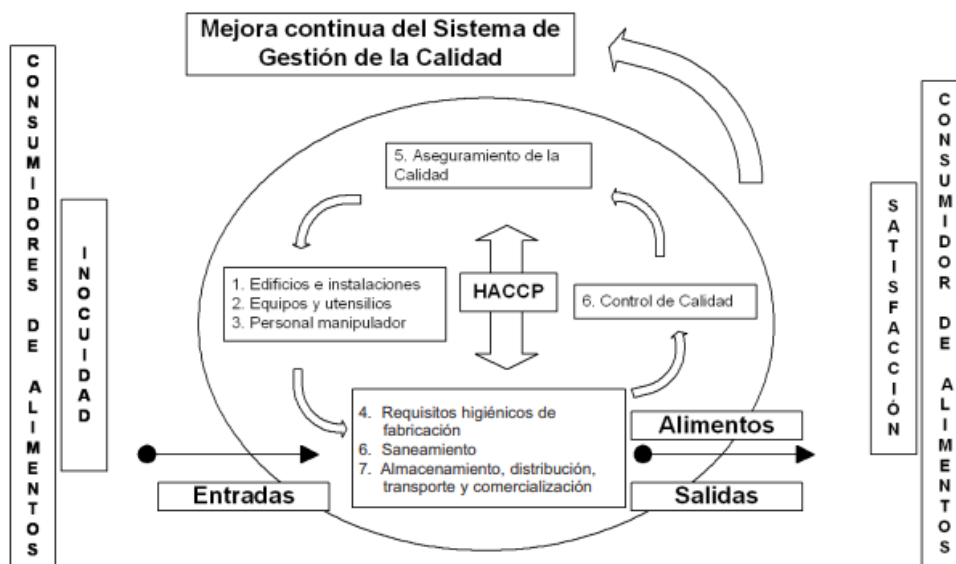 Mejora continua del Sistema de
Gestión de la Calidad
CONSUMIDORES DE ALIMENTOS
INOCUIDAD
5. Aseguramiento de la
Calidad
1. Edificios e instalaciones
2. Equipos y utensilios
3. Personal manipulador
HACCP
6. Control de Calidad
4. Requisitos higiénicos de
fabricación
6. Saneamiento
7. Almacenamiento, distribución,
transporte y comercialización
Entradas
Alimentos
Salidas
SATISFACCIÓN
CONSUMIDOR DE ALIMENTOS